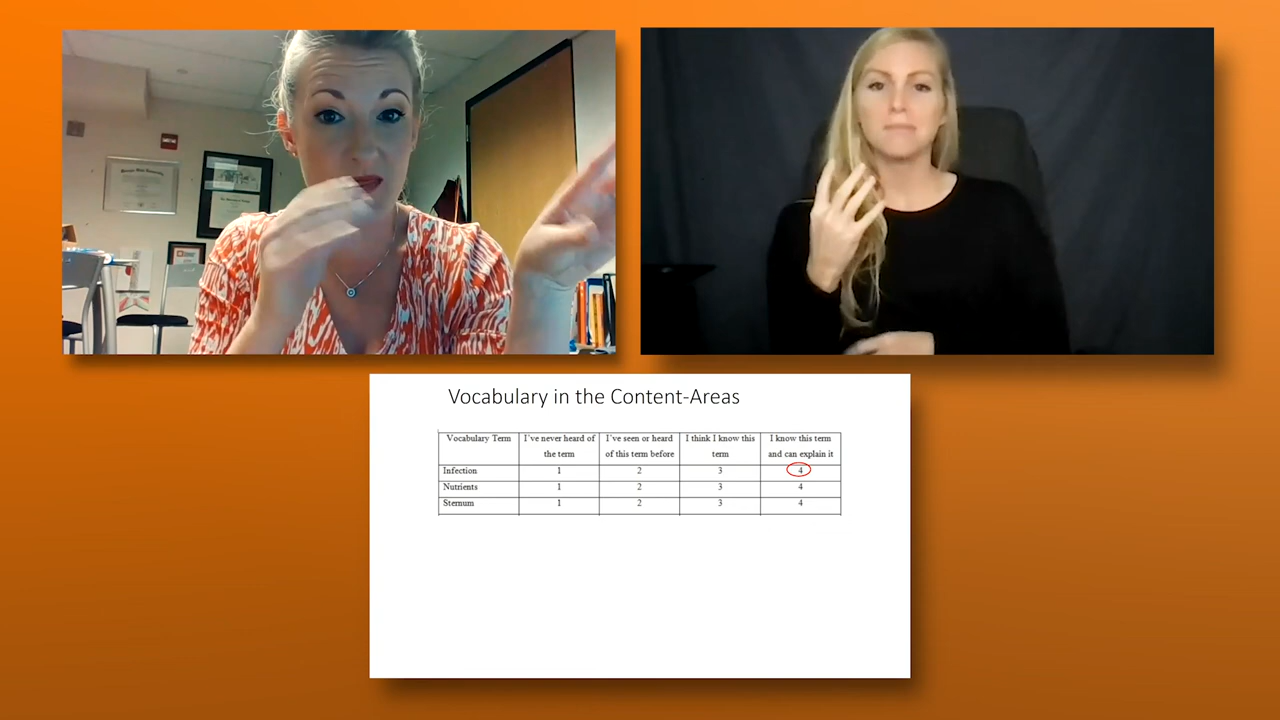 Vocabulary in the Content-Areas
Vocabulary Term I've never heard of the term I've seen or heard of this term before I think I know this term I know this term and can explain it
Infection 1 2 3 4
Nutrients 1 2 3 4
Sternum 1 2 3 4